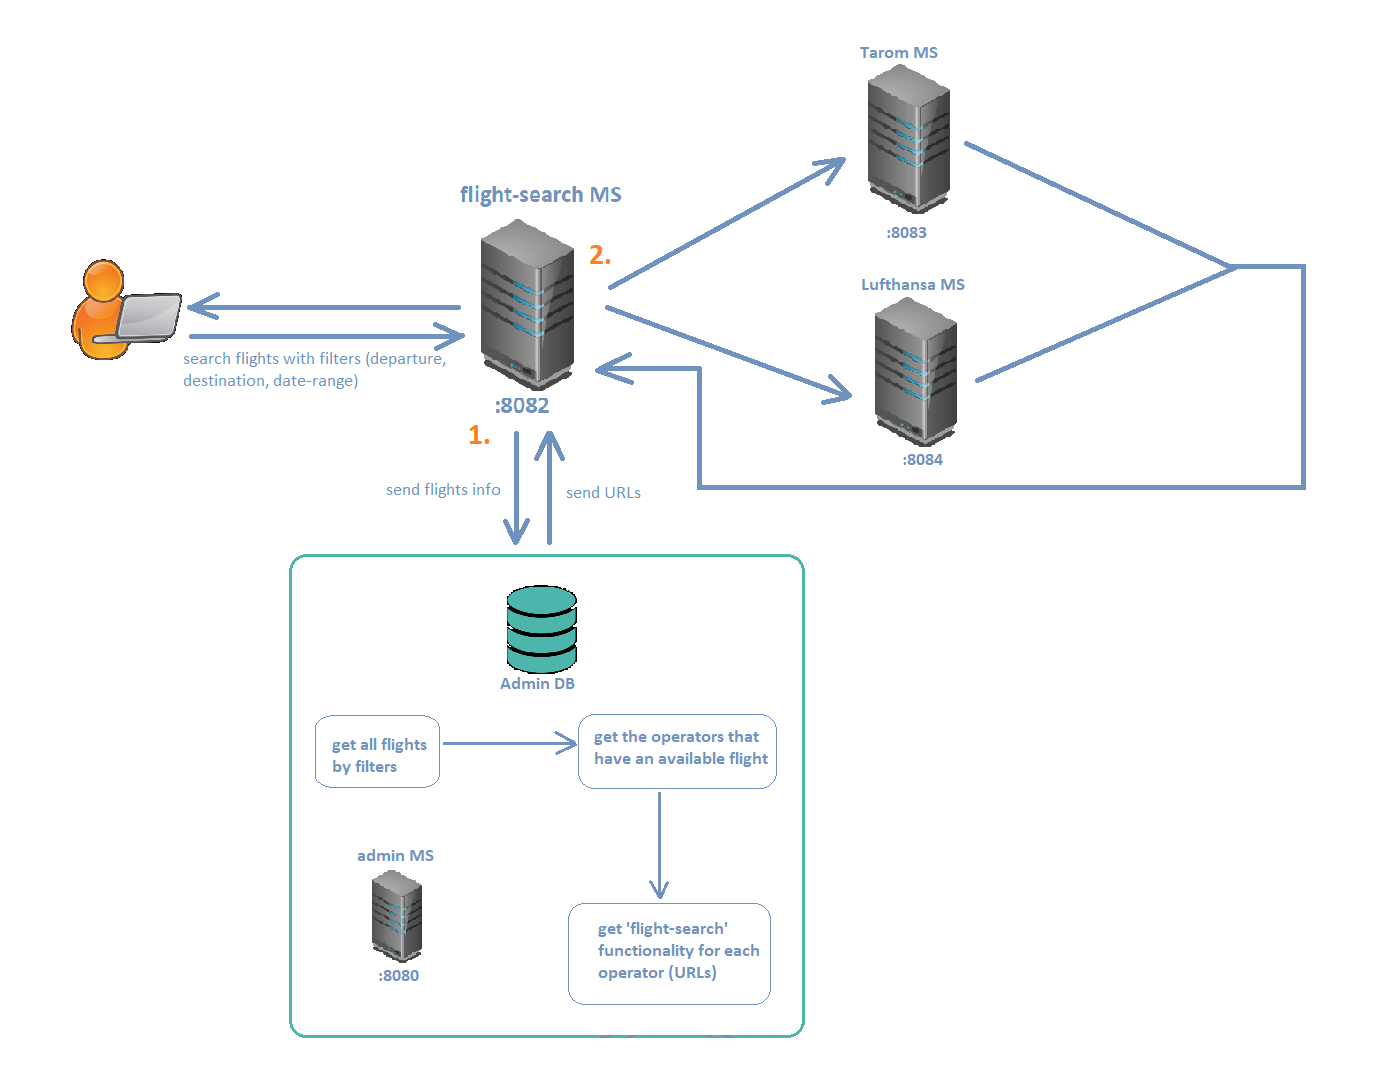 Tarom MS
:8083
flight-search MS
2.
Lufthansa MS
:8084
search flights with filters (departure,
destination, date-range)
:8082
1.
send flights info
send URLs
Admin DB
get all flights
by filters
get the operators that
have an available flight
admin MS
:8080
get 'flight-search'
functionality for each
operator (URLs)